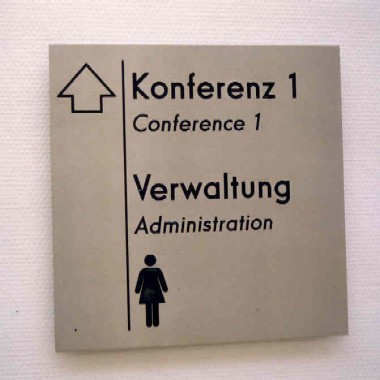 Konferenz 1
Conference 1
Verwaltung
Administration